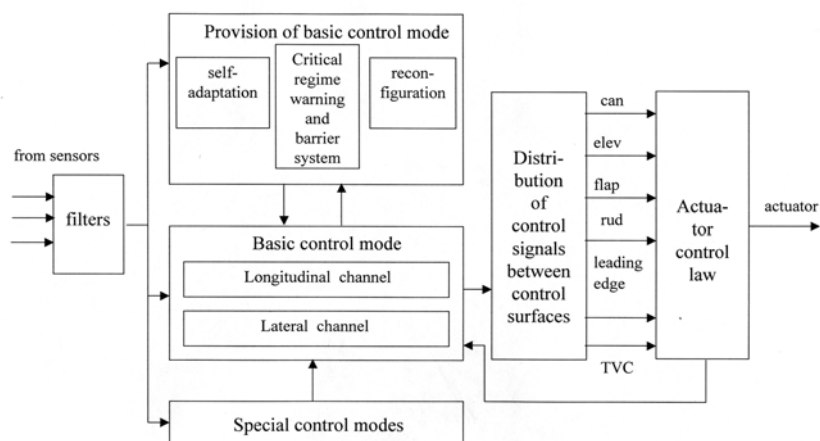 Provision of basic control mode
self-
adaptation
Critical
regime
warning
and
barrier
system
recon-
figuration
from sensors
filters
Basic control mode
Longitudinal channel
Lateral channel
Special control modes
Distri-
bution
of
control
signals
between
control
surfaces
can
elev
flap
rud
leading
edge
TVC
Actua-
tor
control
law
actuator